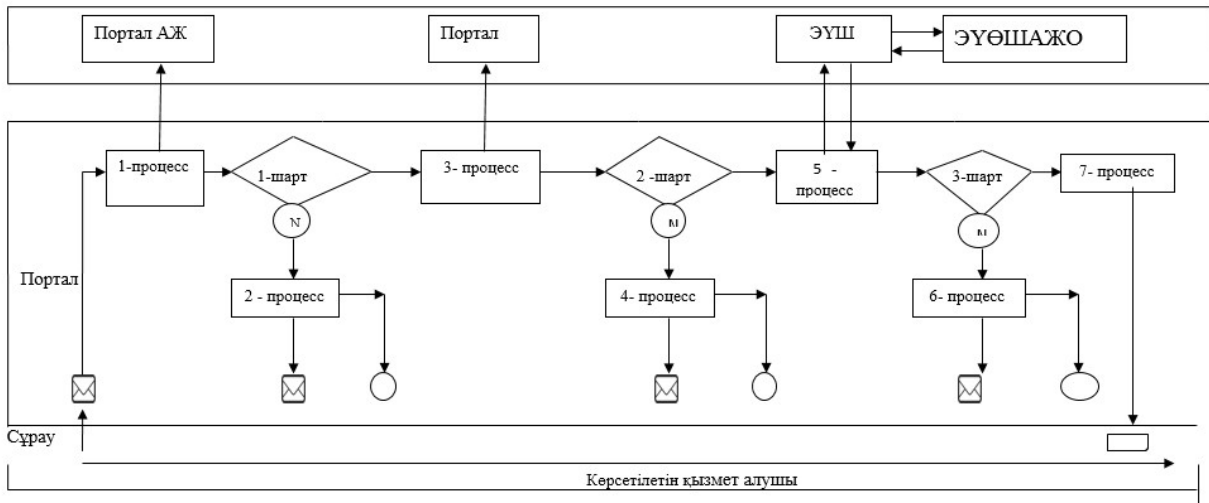 Портал АЖ
Портал
ЭҮШ
ЭҮӨШАЖО
1-процесс
1-шарт
3- процесс
2 -шарт
5 -
процесс
3-шарт
7- процесс
N
N
N
Портал
2 - процесс
4- процесс
6- процесс
Сұрау
Көрсетілетін қызмет алушы